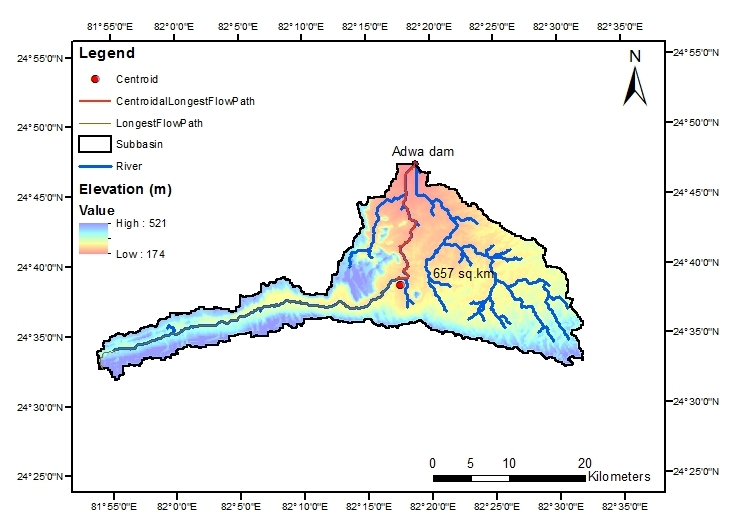 81°55'0"E 82°0'0"E 82°5'0"E 82°10'0"E 82°15'0"E 82°20'0"E 82°25'0"E 82°30'0"E 82°35'0"E
Legend
Centroid
CentroidalLongestFlowPath
LongestFlowPath
Subbasin
River
Elevation (m)
Value
High : 521
Low : 174
N
Adwa dam
657 sq.km
24°55'0"N
24°50'0"N
24°45'0"N
24°40'0"N
24°35'0"N
24°30'0"N
24°25'0"N
24°55'0"N
24°50'0"N
24°45'0"N
24°40'0"N
24°35'0"N
24°30'0"N
24°25'0"N
0 5 10 20
Kilometers
81°55'0"E 82°0'0"E 82°5'0"E 82°10'0"E 82°15'0"E 82°20'0"E 82°25'0"E 82°30'0"E 82°35'0"E